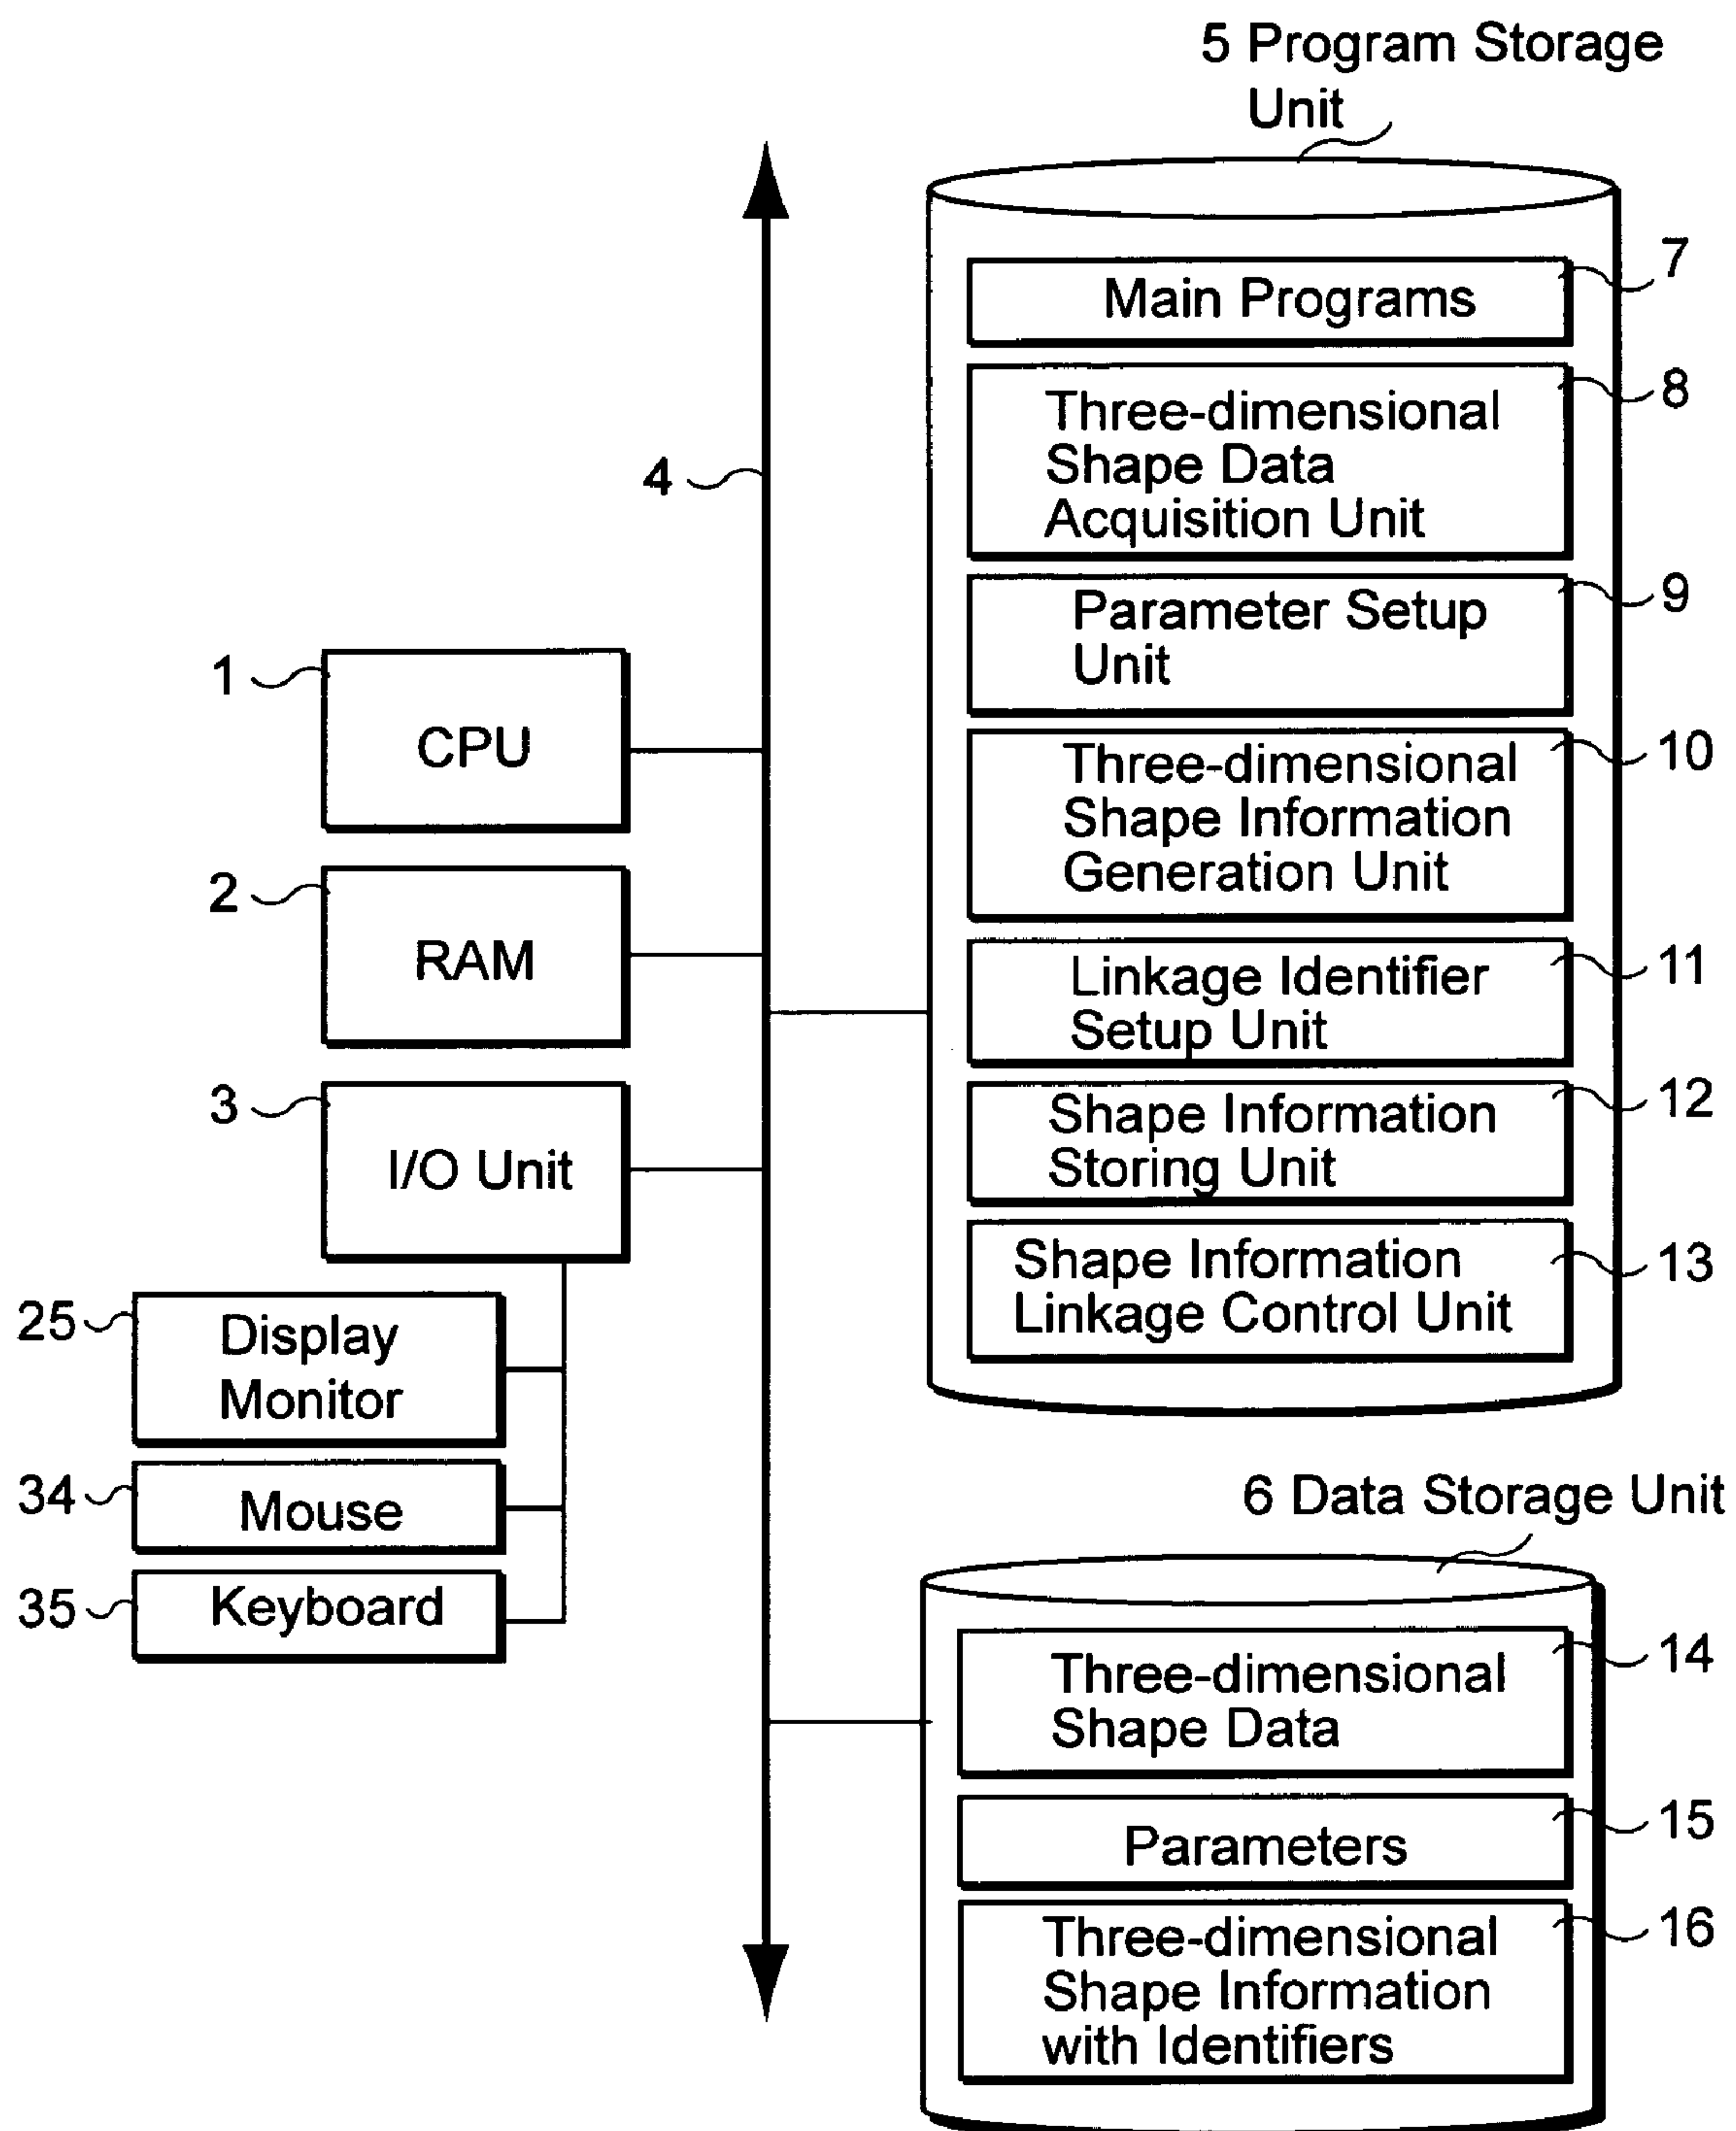 5 Program Storage
Unit
7
Main Programs
8
Three-dimensional
Shape Data
Acquisition Unit
4
9
Parameter Setup
Unit
1
CPU
10
Three-dimensional
Shape Information
Generation Unit
2
RAM
11
Linkage Identifier
Setup Unit
3
I/O Unit
12
Shape Information
Storing Unit
13
Shape Information
Linkage Control Unit
25
Display
Monitor
34
Mouse
35
Keyboard
6 Data Storage Unit
14
Three-dimensional
Shape Data
15
Parameters
16
Three-dimensional
Shape Information
with Identifiers